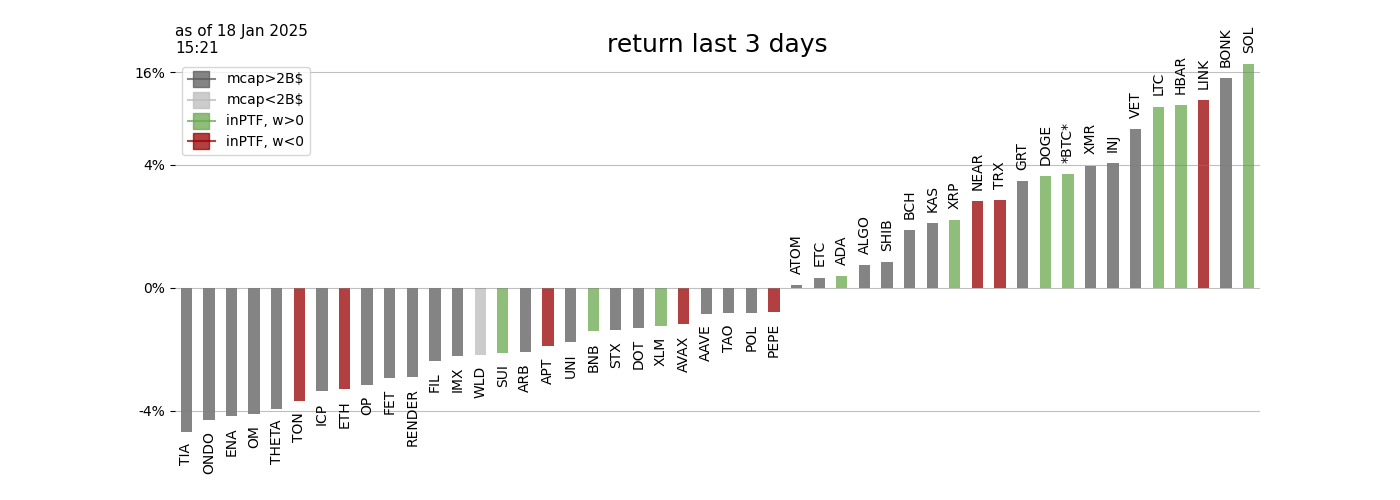 as of 18 Jan 2025
15:21
return last 3 days
mcap>2B$
mcap<2B$
inPTF, w>0
inPTF, w<0
16%
4%
0%
-4%
TIA
ONDO
ENA
OM
THETA
TON
ICP
ETH
OP
FET
RENDER
FIL
IMX
WLD
SUI
ARB
APT
UNI
BNB
STX
DOT
XLM
AVAX
AAVE
TAO
POL
PEPE
ATOM
ETC
ADA
ALGO
SHIB
BCH
KAS
XRP
NEAR
TRX
GRT
DOGE
*BTC*
XMR
INJ
VET
LTC
HBAR
LINK
BONK
SOL